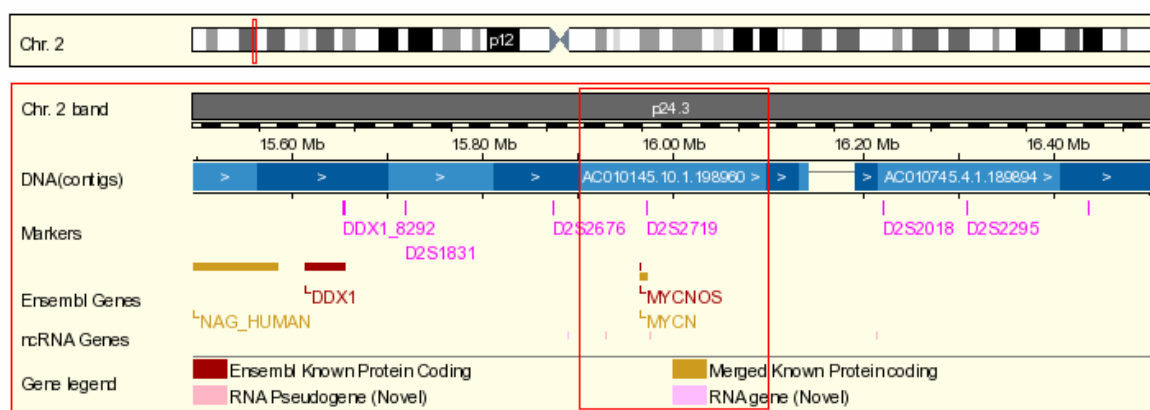 Chr. 2
p12
Chr. 2 band
p24.3
15.60 Mb 15.80 Mb 16.00 Mb 16.20 Mb 16.40 Mb
DNA(contigs) > > > > AC010145.10.1.198960 > > > AC010745.4.1.189894 > >
Markers
DDX1_8292 D2S2676 D2S2719 D2S2018 D2S2295
D2S1831
Ensembl Genes
DDX1 MYCNOS
NAG_HUMAN MYCN
ncRNA Genes
Gene legend
Ensembl Known Protein Coding Merged Known Protein coding
RNA Pseudogene (Novel) RNA gene (Novel)